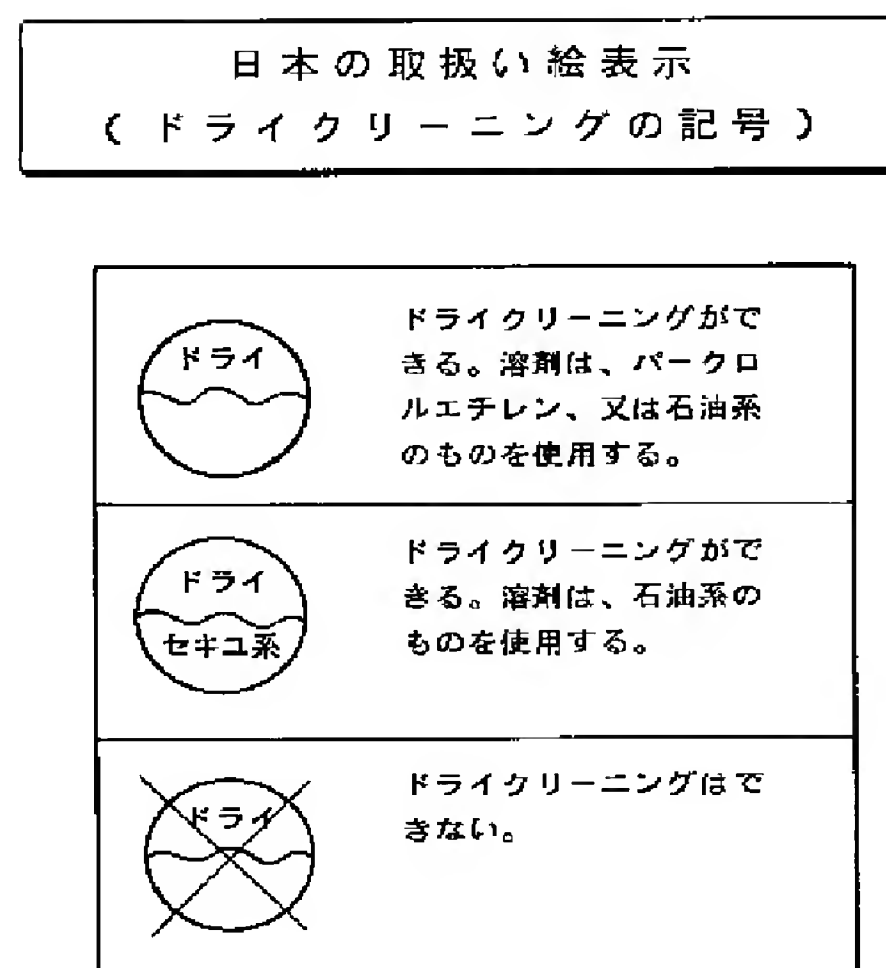 日本の取扱い絵表示
(ドライクリーニングの記号)
ドライ
ドライクリーニングがで
きる。溶剤は、パークロ
ルエチレン、又は石油系
のものを使用する。
ドライ
セキユ系
ドライクリーニングがで
きる。溶剤は、石油系の
ものを使用する。
ドライ
ドライクリーニングはで
きない。